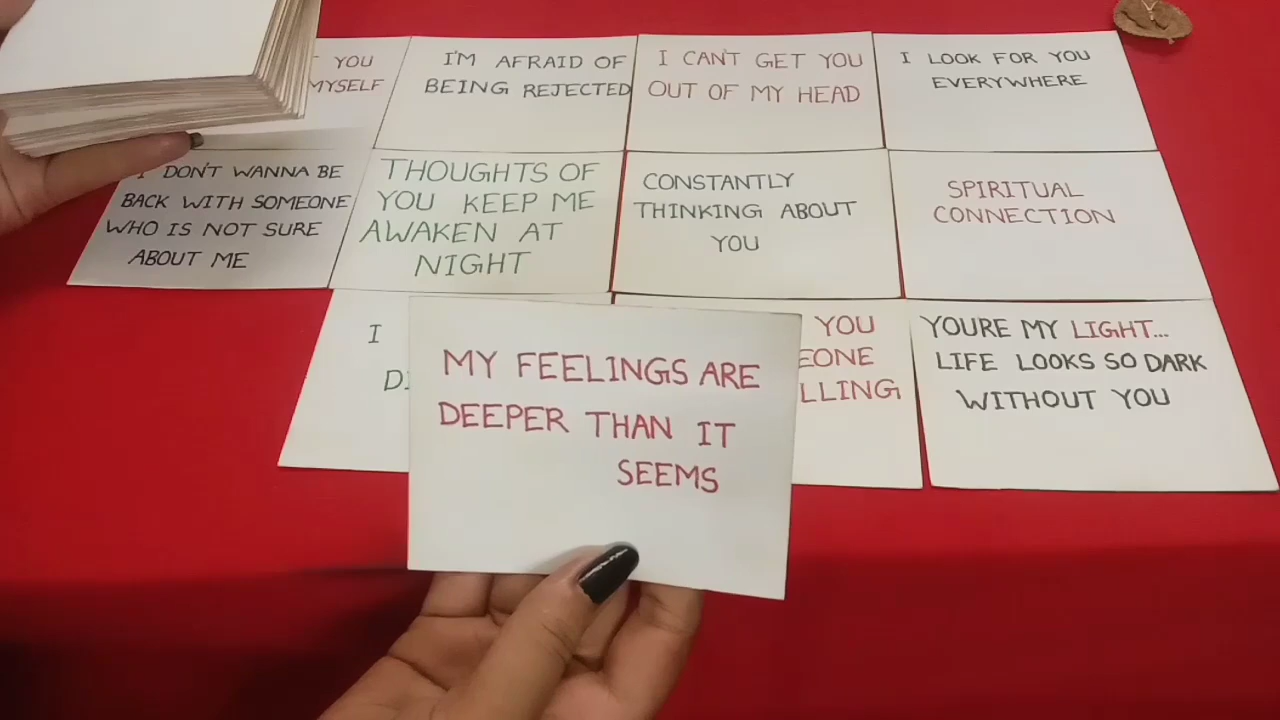 YOU
MYSELF
I'M AFRAID OF
BEING REJECTED
I CAN'T GET YOU
OUT OF MY HEAD
I LOOK FOR YOU
EVERYWHERE
I DON'T WANNA BE
BACK WITH SOMEONE
WHO IS NOT SURE
ABOUT ME
THOUGHTS OF
YOU KEEP ME
AWAKEN AT
NIGHT
CONSTANTLY
THINKING ABOUT
YOU
SPIRITUAL
CONNECTION
I
MY FEELINGS ARE
DEEPER THAN IT
SEEMS
YOU
YOURE MY LIGHT...
LIFE LOOKS SO DARK
WITHOUT YOU